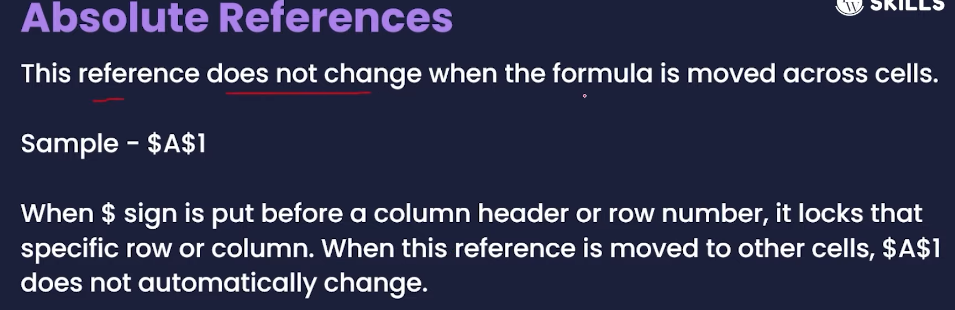 Absolute References
SKILLS
This reference does not change when the formula is moved across cells.
Sample - $A$1
When $ sign is put before a column header or row number, it locks that
specific row or column. When this reference is moved to other cells, $A$1
does not automatically change.